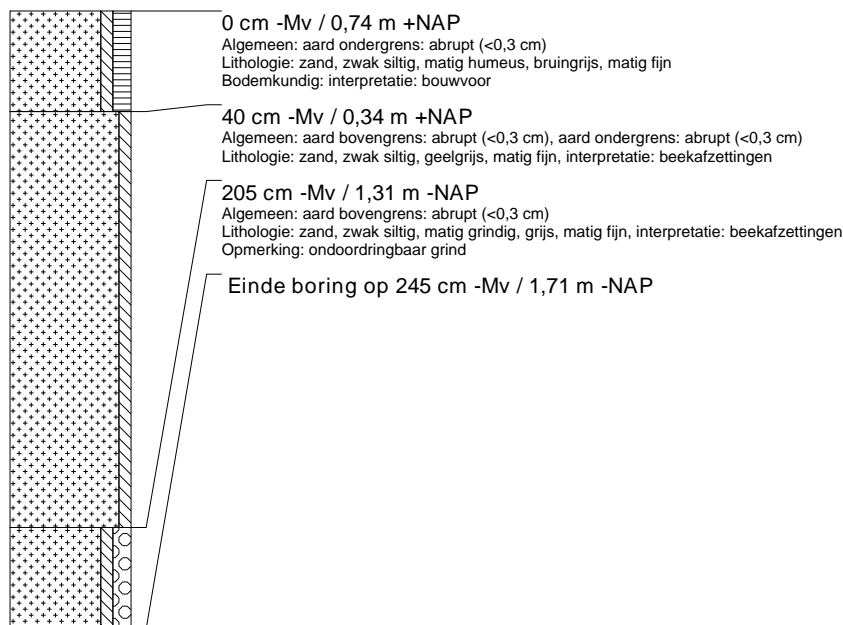 0 cm -Mv / 0,74 m +NAP
Algemeen: aard ondergrens: abrupt (<0,3 cm)
Lithologie: zand, zwak siltig, matig humeus, bruingrijs, matig fijn
Bodemkundig: interpretatie: bouwvoor
40 cm -Mv / 0,34 m +NAP
Algemeen: aard bovengrens: abrupt (<0,3 cm), aard ondergrens: abrupt (<0,3 cm)
Lithologie: zand, zwak siltig, geelgrijs, matig fijn, interpretatie: beekafzettingen
205 cm -Mv / 1,31 m -NAP
Algemeen: aard bovengrens: abrupt (<0,3 cm)
Lithologie: zand, zwak siltig, matig grindig, grijs, matig fijn, interpretatie: beekafzettingen
Opmerking: ondoordringbaar grind
Einde boring op 245 cm -Mv / 1,71 m -NAP